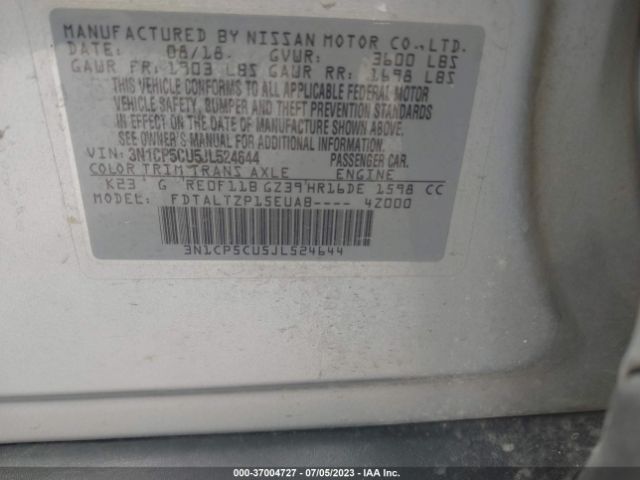 MANUFACTURED BY NISSAN MOTOR CO., LTD.
DATE: 08/18 GVWR: 3600 LBS
GAWR FR: 1903 LBS GAWR RR: 1698 LBS
THIS VEHICLE CONFORMS TO ALL APPLICABLE FEDERAL MOTOR
VEHICLE SAFETY, BUMPER AND THEFT PREVENTION STANDARDS
IN EFFECT ON THE DATE OF MANUFACTURE SHOWN ABOVE.
SEE OWNER'S MANUAL OR
VIN: 3N1CP5CU5JL524644 PASSENGER CAR.
COLOR TRIM TRANS AXLE ENGINE
K23 G RE0F11B GZ39 HR16DE 1598 CC
MODEL: FDTALTZP15EUAB---- 4Z000
3N1CP5CU5JL524644
000-37004727 - 07/05/2023 - IAA Inc.